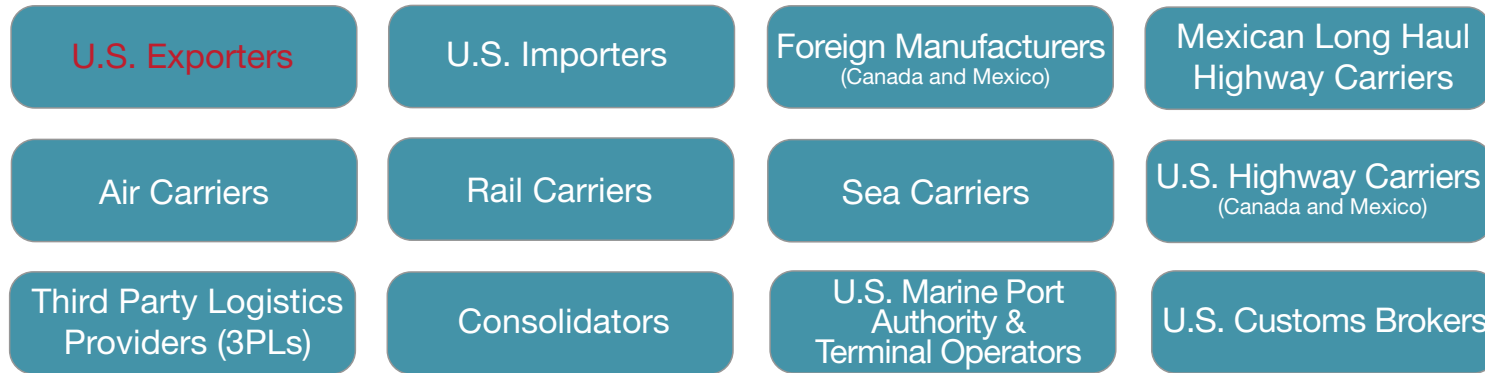 U.S. Exporters
U.S. Importers
Foreign Manufacturers
(Canada and Mexico)
Mexican Long Haul
Highway Carriers
Air Carriers
Rail Carriers
Sea Carriers
U.S. Highway Carriers
(Canada and Mexico)
Third Party Logistics
Providers (3PLs)
Consolidators
U.S. Marine Port
Authority &
Terminal Operators
U.S. Customs Brokers